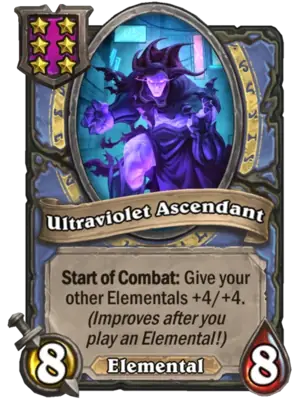 Ultraviolet Ascendant
Start of Combat: Give your
other Elementals +4/+4.
(Improves after you
play an Elemental!)
8
Elemental
8